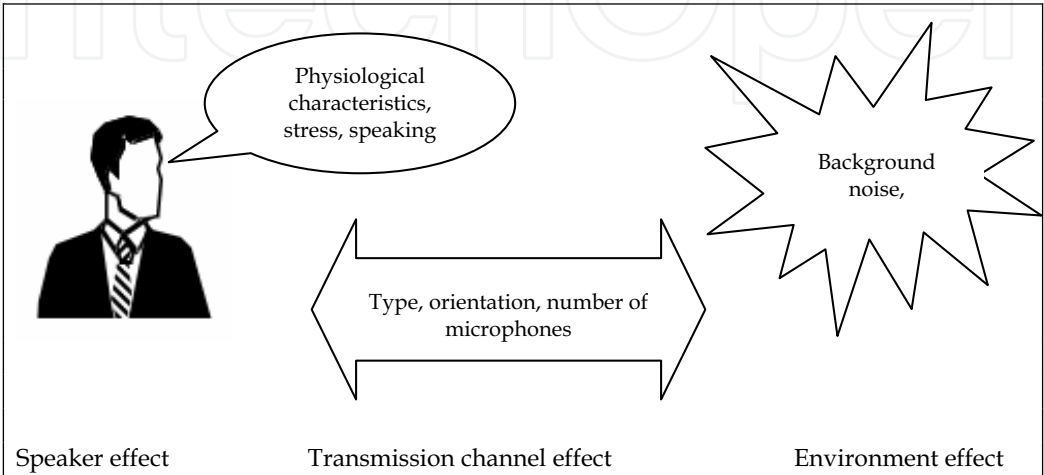 Physiological
characteristics,
stress, speaking
Background
noise,
Type, orientation, number of
microphones
Speaker effect
Transmission channel effect
Environment effect